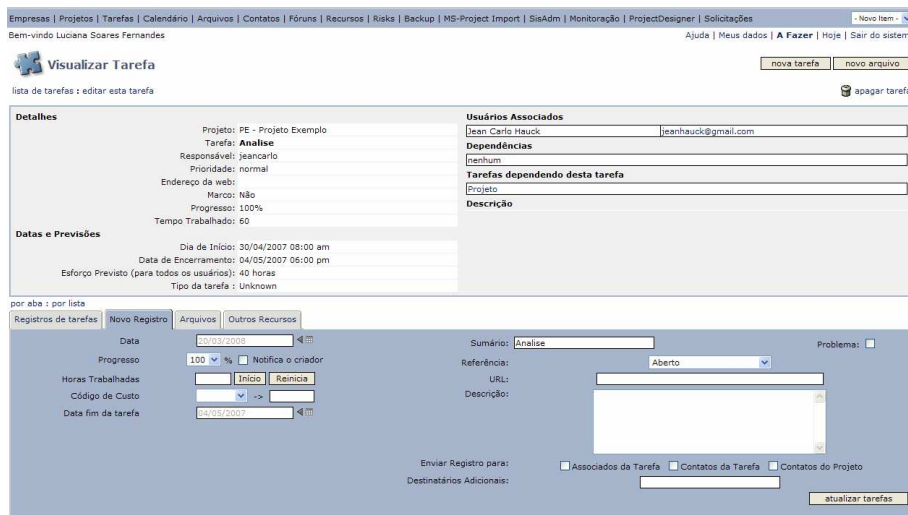 Empresas | Projetos | Tarefas | Calendário | Arquivos | Contatos | Fóruns | Recursos | Risks | Backup | MS-Project Import | SisAdm | Monitoração | ProjectDesigner | Solicitações
- Novo Item -
Bem-vindo Luciana Soares Fernandes
Ajuda | Meus dados | A Fazer | Hoje | Sair do sistem
Visualizar Tarefa
nova tarefa
novo arquivo
lista de tarefas : editar esta tarefa
apagar taref
Detalhes
Projeto: PE - Projeto Exemplo
Tarefa: Analise
Responsável: jeancarlo
Prioridade: normal
Endereço da web:
Marco: Não
Progresso: 100%
Tempo Trabalhado: 60
Datas e Previsões
Dia de Início: 30/04/2007 08:00 am
Data de Encerramento: 04/05/2007 06:00 pm
Esforço Previsto (para todos os usuários): 40 horas
Tipo da tarefa : Unknown
Usuários Associados
Jean Carlo Hauck jeanhauck@gmail.com
Dependências
nenhum
Tarefas dependendo desta tarefa
Projeto
Descrição
por aba : por lista
Registros de tarefas
Novo Registro
Arquivos
Outros Recursos
Data 20/03/2008
Progresso 100 % Notifica o criador
Horas Trabalhadas Início Reinicia
Código de Custo ->
Data fim da tarefa 04/05/2007
Sumário: Analise
Problema:
Referência: Aberto
URL:
Descrição:
Enviar Registro para: Associados da Tarefa Contatos da Tarefa Contatos do Projeto
Destinatários Adicionais:
atualizar tarefas